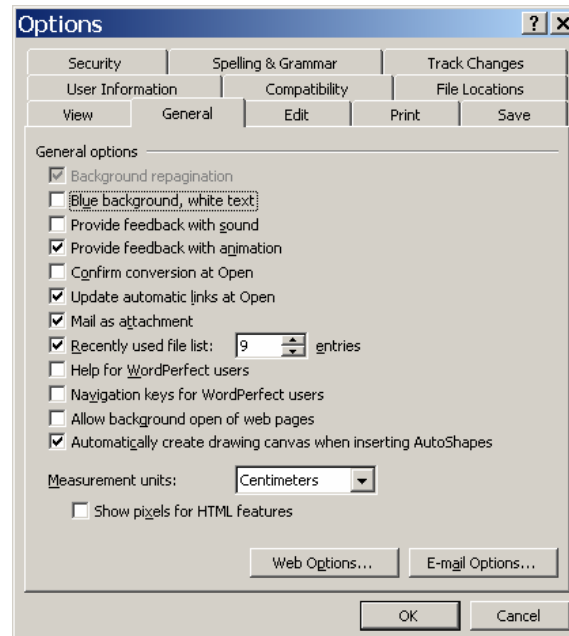 Options
Security Spelling & Grammar Track Changes
User Information Compatibility File Locations
View General Edit Print Save
General options
Background repagination
Blue background, white text
Provide feedback with sound
Provide feedback with animation
Confirm conversion at Open
Update automatic links at Open
Mail as attachment
Recently used file list: 9 entries
Help for WordPerfect users
Navigation keys for WordPerfect users
Allow background open of web pages
Automatically create drawing canvas when inserting AutoShapes
Measurement units: Centimeters
Show pixels for HTML features
Web Options... E-mail Options...
OK Cancel